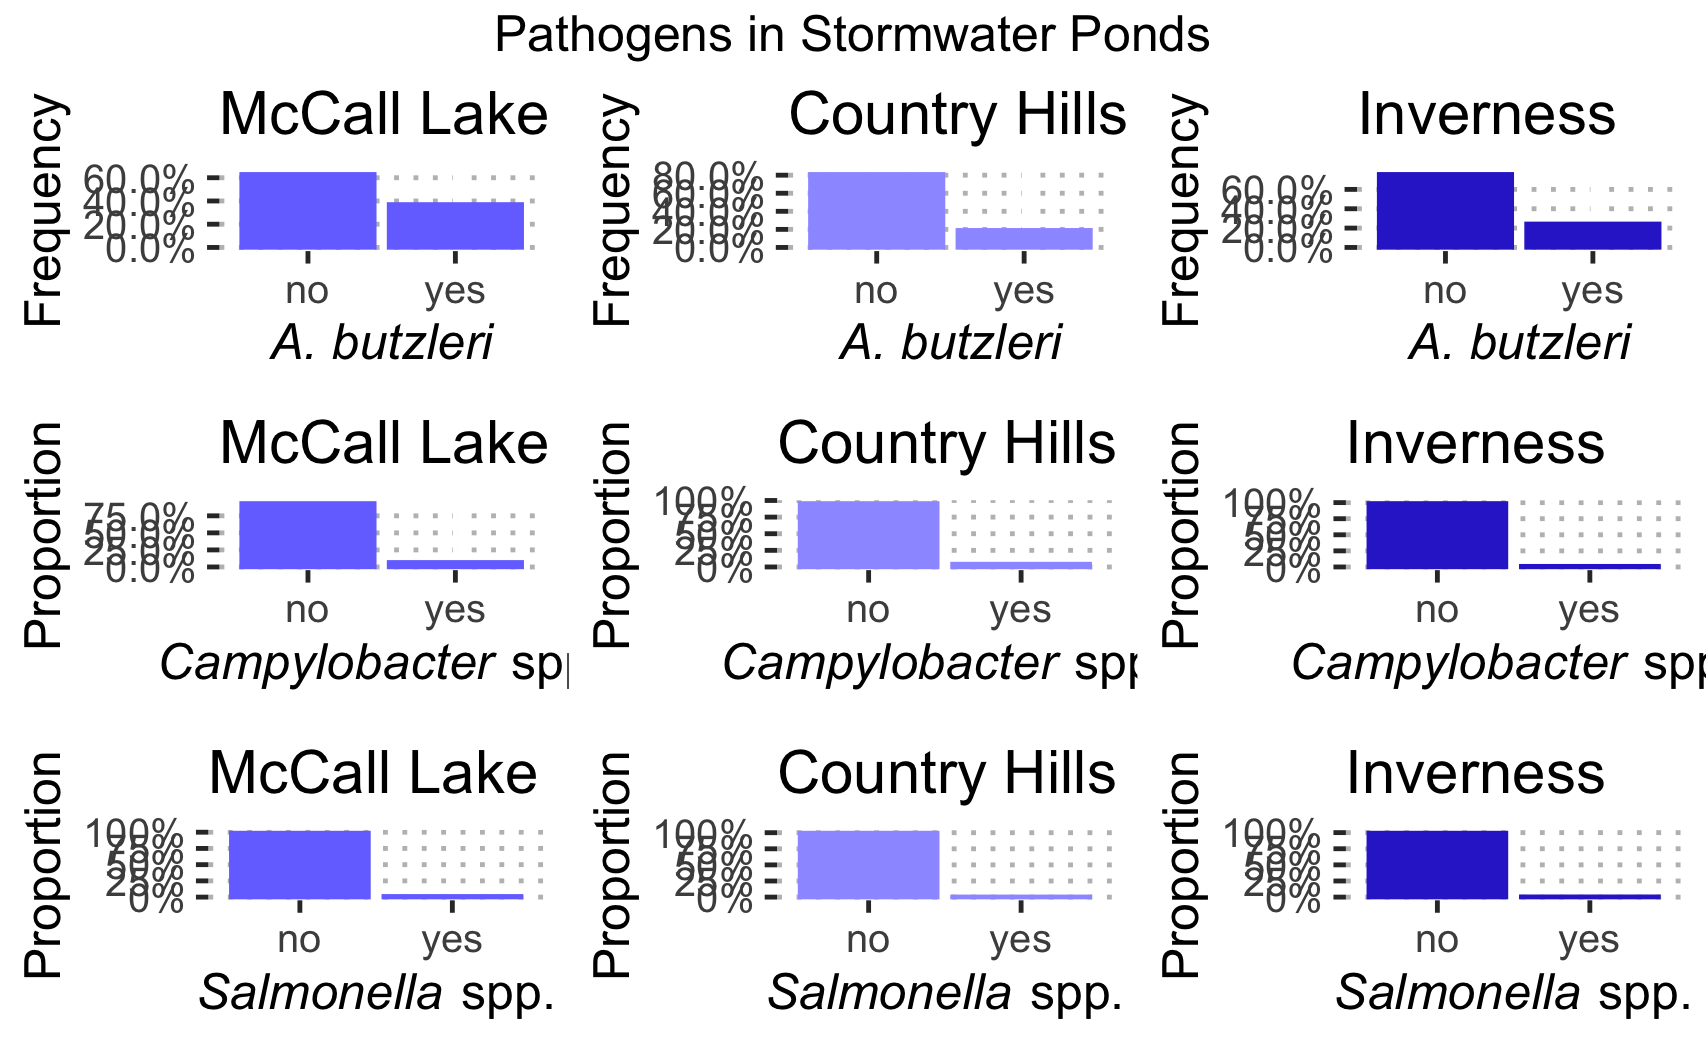 Pathogens in Stormwater Ponds
McCall Lake
Frequency
60.0%
40.0%
20.0%
0.0%
no yes
A. butzleri
Country Hills
Frequency
80.0%
60.0%
40.0%
20.0%
0.0%
no yes
A. butzleri
Inverness
Frequency
60.0%
40.0%
20.0%
0.0%
no yes
A. butzleri
McCall Lake
Proportion
75.0%
50.0%
25.0%
0.0%
no yes
Campylobacter spp
Country Hills
Proportion
100%
75%
50%
25%
0%
no yes
Campylobacter spp
Inverness
Proportion
100%
75%
50%
25%
0%
no yes
Campylobacter spp
McCall Lake
Proportion
100%
75%
50%
25%
0%
no yes
Salmonella spp.
Country Hills
Proportion
100%
75%
50%
25%
0%
no yes
Salmonella spp.
Inverness
Proportion
100%
75%
50%
25%
0%
no yes
Salmonella spp.